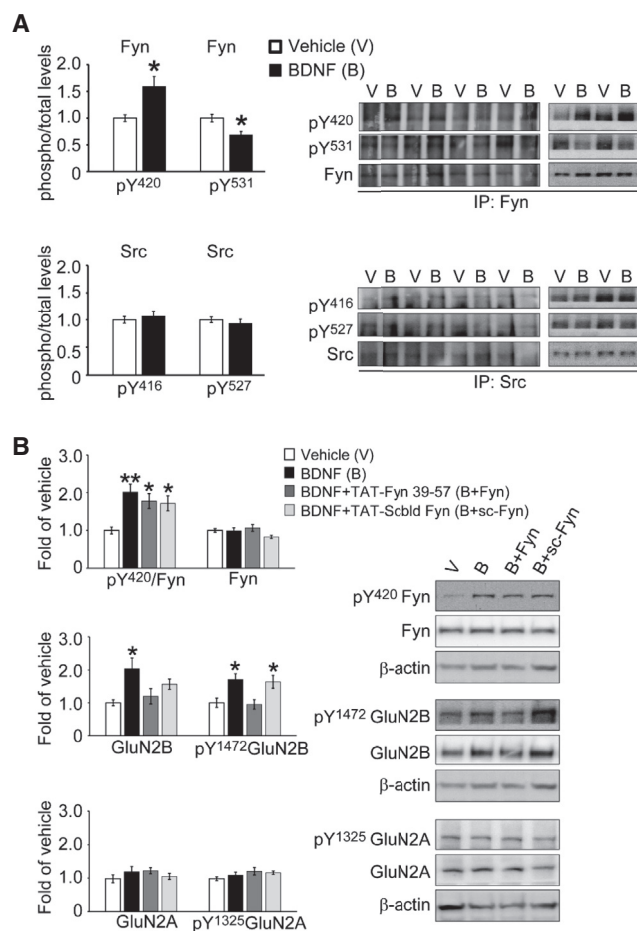 A
Fyn Fyn
Vehicle (V)
BDNF (B)
phospho/total levels
2.0
1.5
1.0
0.5
0
* *
pY420 pY531
V B V B V B V B V B V B
pY420
pY531
Fyn
IP: Fyn
Src Src
phospho/total levels
2.0
1.5
1.0
0.5
0
pY416 pY527
V B V B V B V B V B V B
pY416
pY527
Src
IP: Src
B
Vehicle (V)
BDNF (B)
BDNF+TAT-Fyn 39-57 (B+Fyn)
BDNF+TAT-Scbld Fyn (B+sc-Fyn)
Fold of vehicle
3.0
2.0
1.0
0
** * *
pY420/Fyn Fyn
Fold of vehicle
3.0
2.0
1.0
0
* * *
GluN2B pY1472GluN2B
Fold of vehicle
3.0
2.0
1.0
0
GluN2A pY1325GluN2A
V B B+Fyn B+sc-Fyn
pY420 Fyn
Fyn
β-actin
pY1472 GluN2B
GluN2B
β-actin
pY1325 GluN2A
GluN2A
β-actin